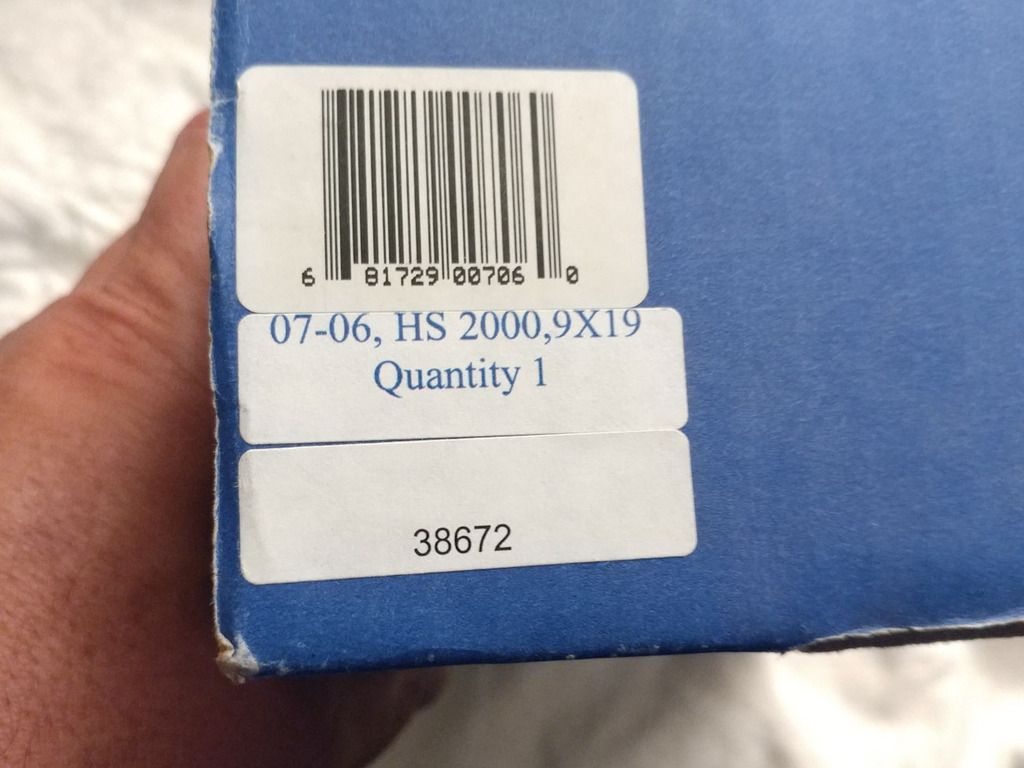 6 81729 00706 0
07-06, HS 2000,9X19
Quantity 1
38672